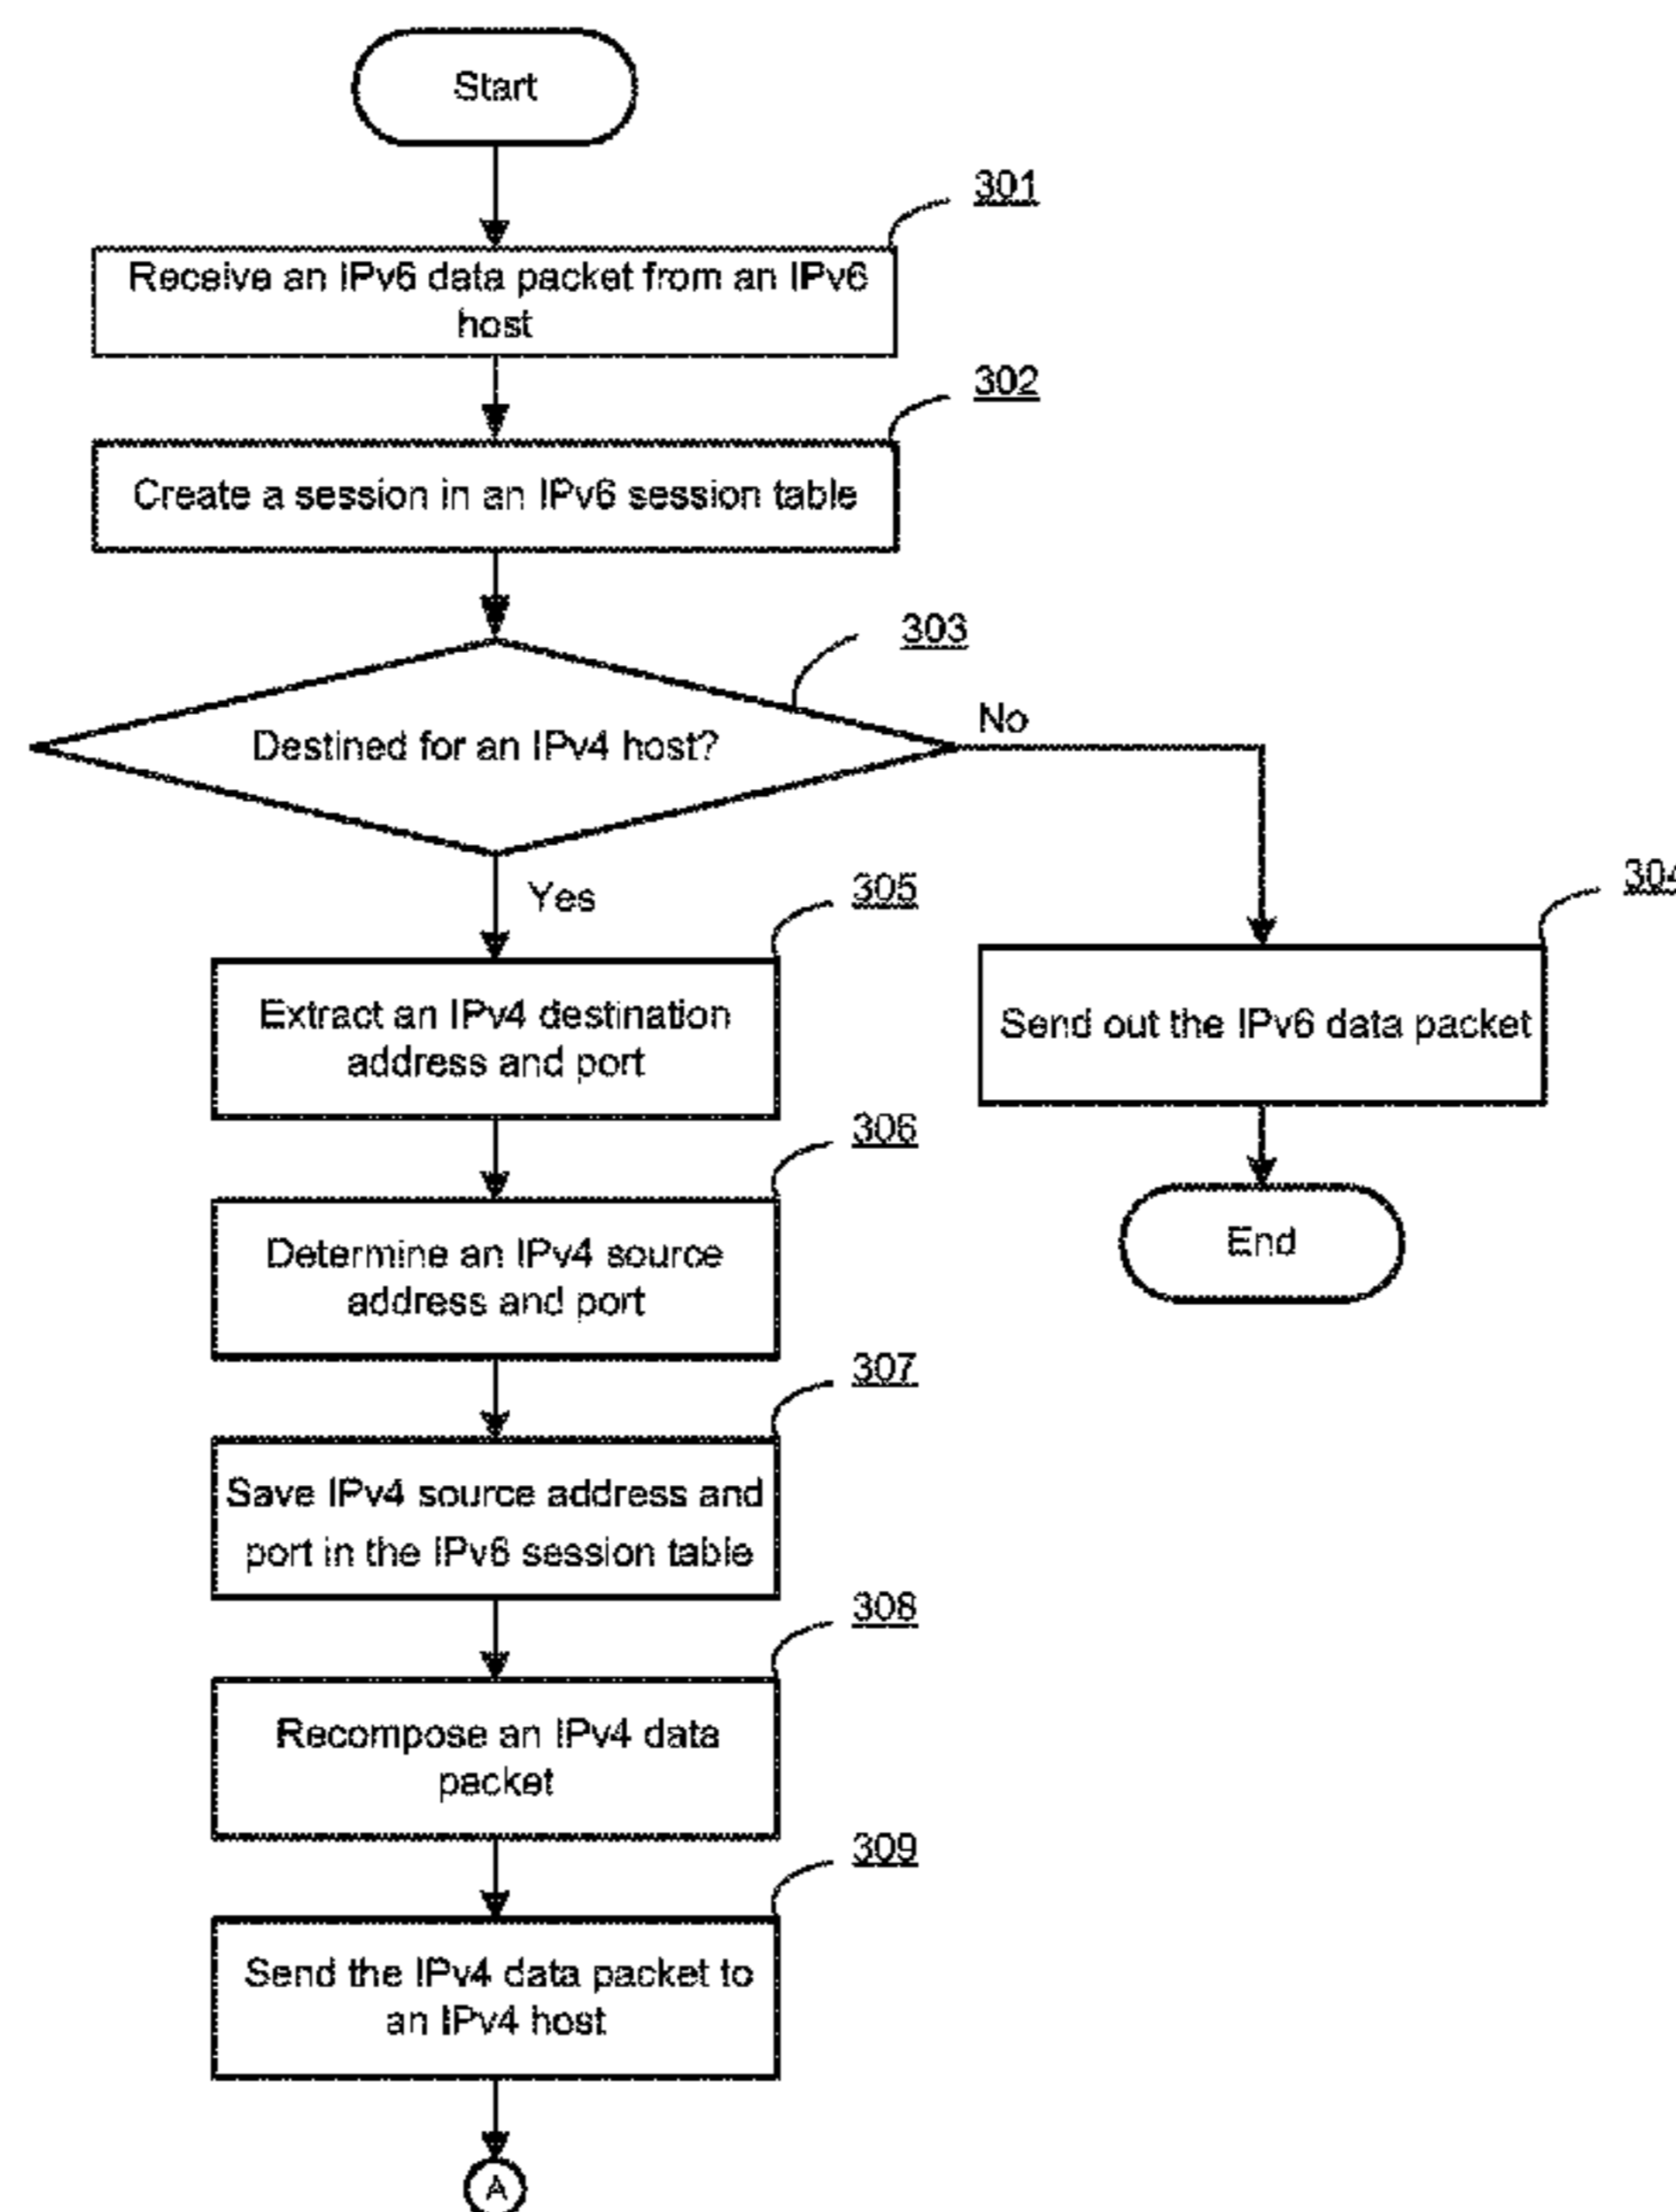 Start
301
Receive an IPv6 data packet from an IPv6
host
302
Create a session in an IPv6 session table
303
Destined for an IPv4 host?
No
Yes
305
304
Extract an IPv4 destination
address and port
Send out the IPv6 data packet
306
Determine an IPv4 source
address and port
End
307
Save IPv4 source address and
port in the IPv6 session table
308
Recompose an IPv4 data
packet
309
Send the IPv4 data packet to
an IPv4 host
A